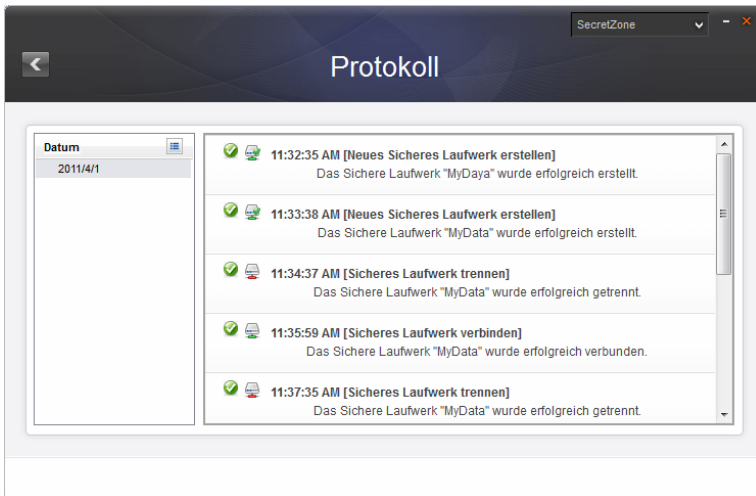 SecretZone
Protokoll
Datum
2011/4/1
11:32:35 AM [Neues Sicheres Laufwerk erstellen]
Das Sichere Laufwerk "MyDaya" wurde erfolgreich erstellt.
11:33:38 AM [Neues Sicheres Laufwerk erstellen]
Das Sichere Laufwerk "MyData" wurde erfolgreich erstellt.
11:34:37 AM [Sicheres Laufwerk trennen]
Das Sichere Laufwerk "MyData" wurde erfolgreich getrennt.
11:35:59 AM [Sicheres Laufwerk verbinden]
Das Sichere Laufwerk "MyData" wurde erfolgreich verbunden.
11:37:35 AM [Sicheres Laufwerk trennen]
Das Sichere Laufwerk "MyData" wurde erfolgreich getrennt.